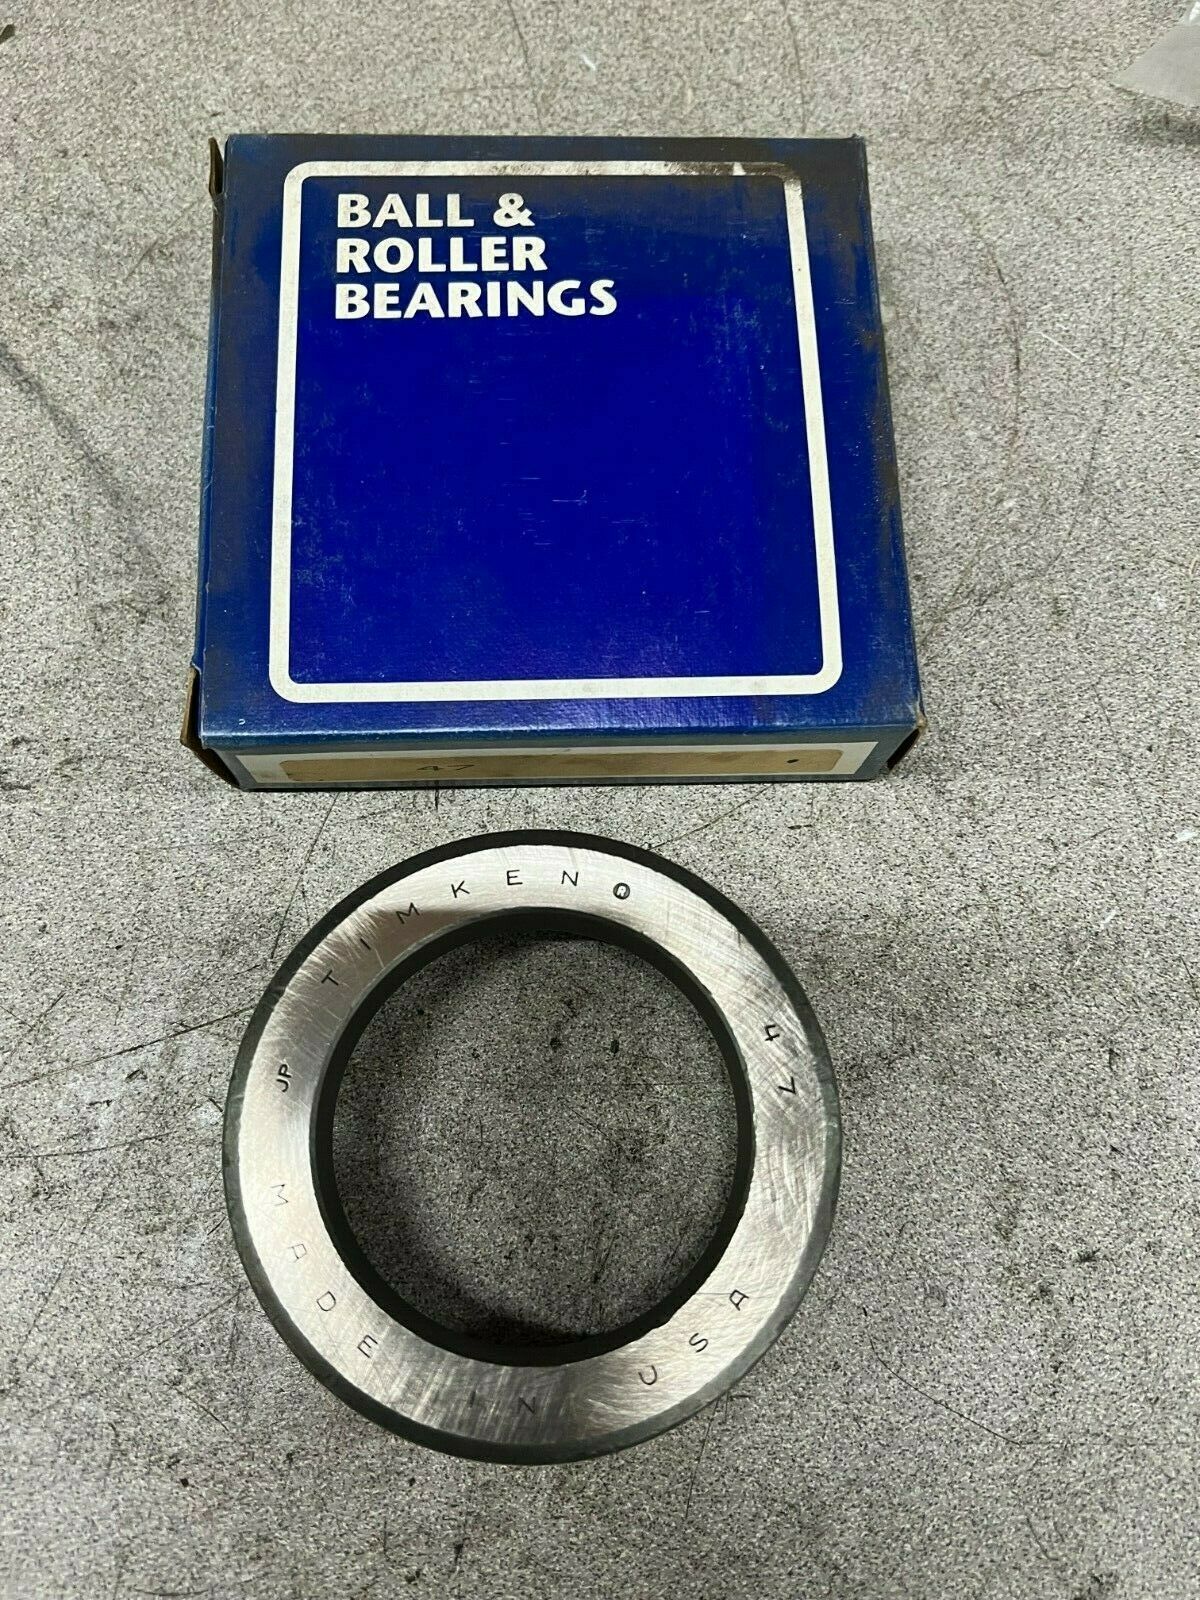 BALL &
ROLLER
BEARINGS
47
TIMKEN ®
47
MADE IN USA
JP